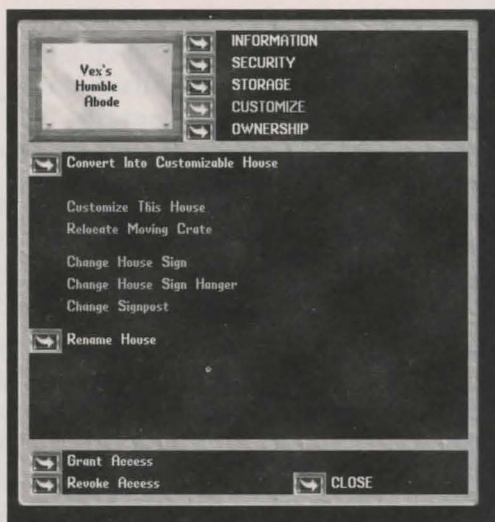 Vex's
Humble
Abode
INFORMATION
SECURITY
STORAGE
CUSTOMIZE
OWNERSHIP
Convert Into Customizable House
Customize This House
Relocate Moving Crate
Change House Sign
Change House Sign Hanger
Change Signpost
Rename House
Grant Access
Revoke Access
CLOSE